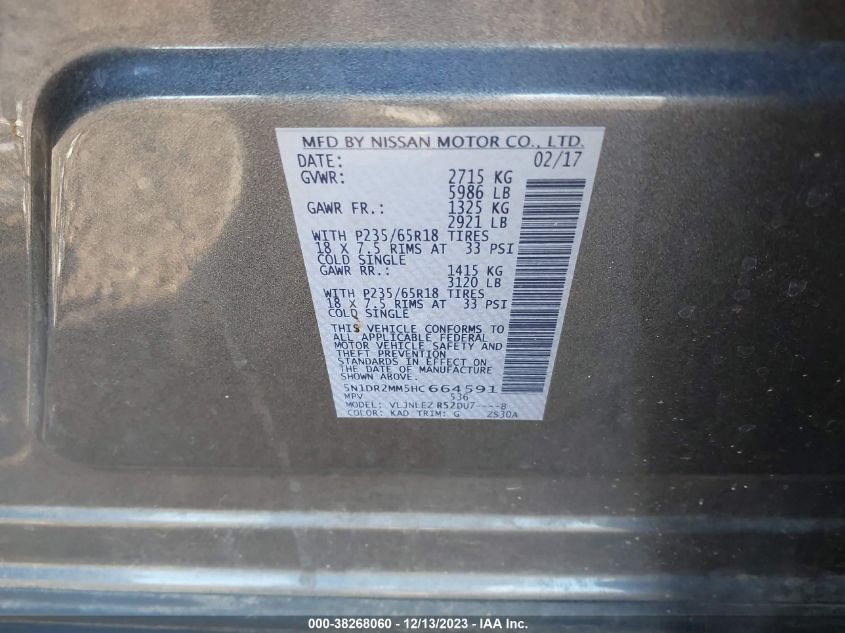 MFD BY NISSAN MOTOR CO., LTD.
DATE: 02/17
GVWR: 2715 KG
5986 LB
GAWR FR.: 1325 KG
2921 LB
WITH P235/65R18 TIRES
18 X 7.5 RIMS AT 33 PSI
COLD SINGLE
GAWR RR.: 1415 KG
3120 LB
WITH P235/65R18 TIRES
18 X 7.5 RIMS AT 33 PSI
COLD SINGLE
THIS VEHICLE CONFORMS TO
ALL APPLICABLE FEDERAL
MOTOR VEHICLE SAFETY AND
THEFT PREVENTION
STANDARDS IN EFFECT ON
THE DATE OF MANUFACTURE
SHOWN ABOVE.
5N1DR2MM5HC664591
MPV 536
MODEL: VLJNLEZ R52DU7----B
COLOR: KAD TRIM: G ZS30A
000-38268060 - 12/13/2023 - IAA Inc.